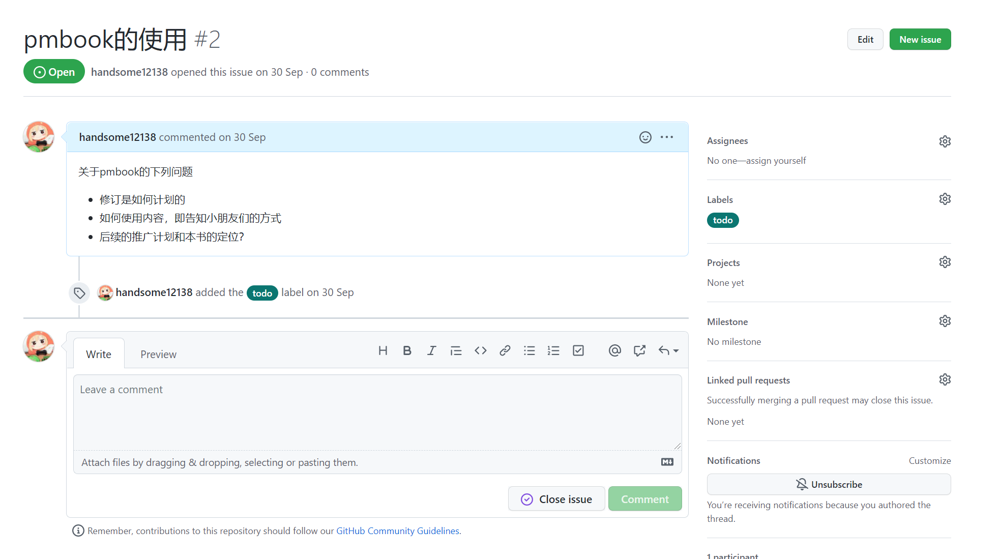 pmbook的使用 #2
Edit
New issue
Open
handsome12138 opened this issue on 30 Sep · 0 comments
handsome12138 commented on 30 Sep
关于pmbook的下列问题
修订是如何计划的
如何使用内容，即告知小朋友们的方式
后续的推广计划和本书的定位?
handsome12138 added the todo label on 30 Sep
Write
Preview
Leave a comment
Attach files by dragging & dropping, selecting or pasting them.
Close issue
Comment
Remember, contributions to this repository should follow our GitHub Community Guidelines.
Assignees
No one—assign yourself
Labels
todo
Projects
None yet
Milestone
No milestone
Linked pull requests
Successfully merging a pull request may close this issue.
None yet
Notifications
Customize
Unsubscribe
You’re receiving notifications because you authored the
thread.
1 participant